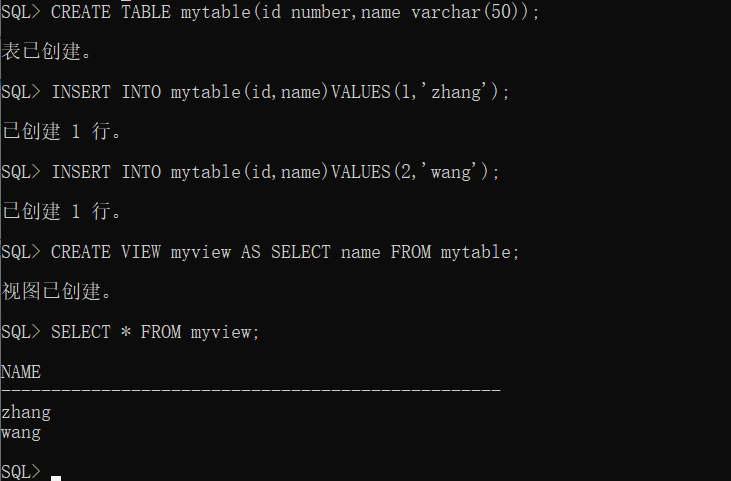 SQL> CREATE TABLE mytable(id number,name varchar(50));
表已创建。
SQL> INSERT INTO mytable(id,name)VALUES(1,'zhang');
已创建 1 行。
SQL> INSERT INTO mytable(id,name)VALUES(2,'wang');
已创建 1 行。
SQL> CREATE VIEW myview AS SELECT name FROM mytable;
视图已创建。
SQL> SELECT * FROM myview;
NAME
--------------------------------------------------
zhang
wang
SQL>